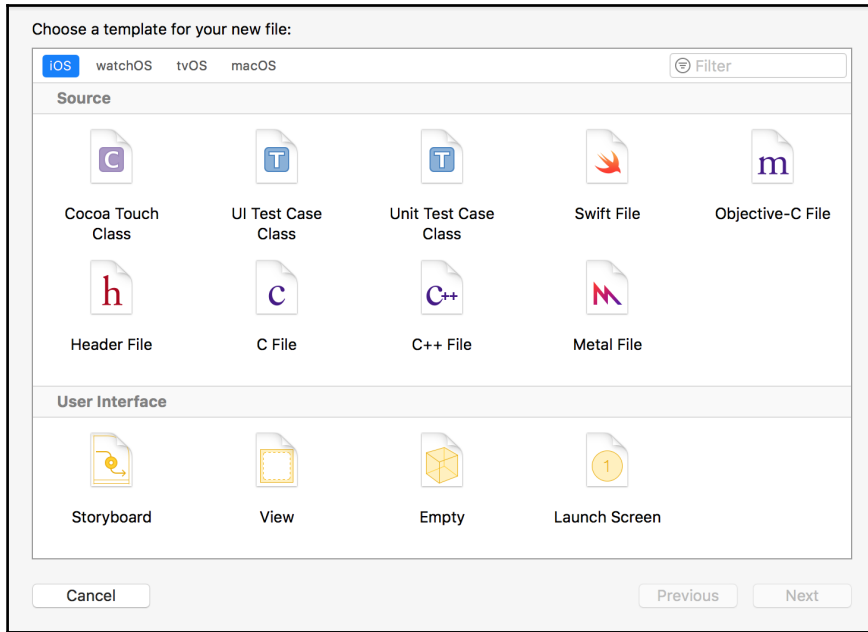 Choose a template for your new file:
iOS watchOS tvOS macOS Filter
Source
C T T m
Cocoa Touch Class UI Test Case Class Unit Test Case Class Swift File Objective-C File
h c C++
Header File C File C++ File Metal File
User Interface
1
Storyboard View Empty Launch Screen
Cancel Previous Next